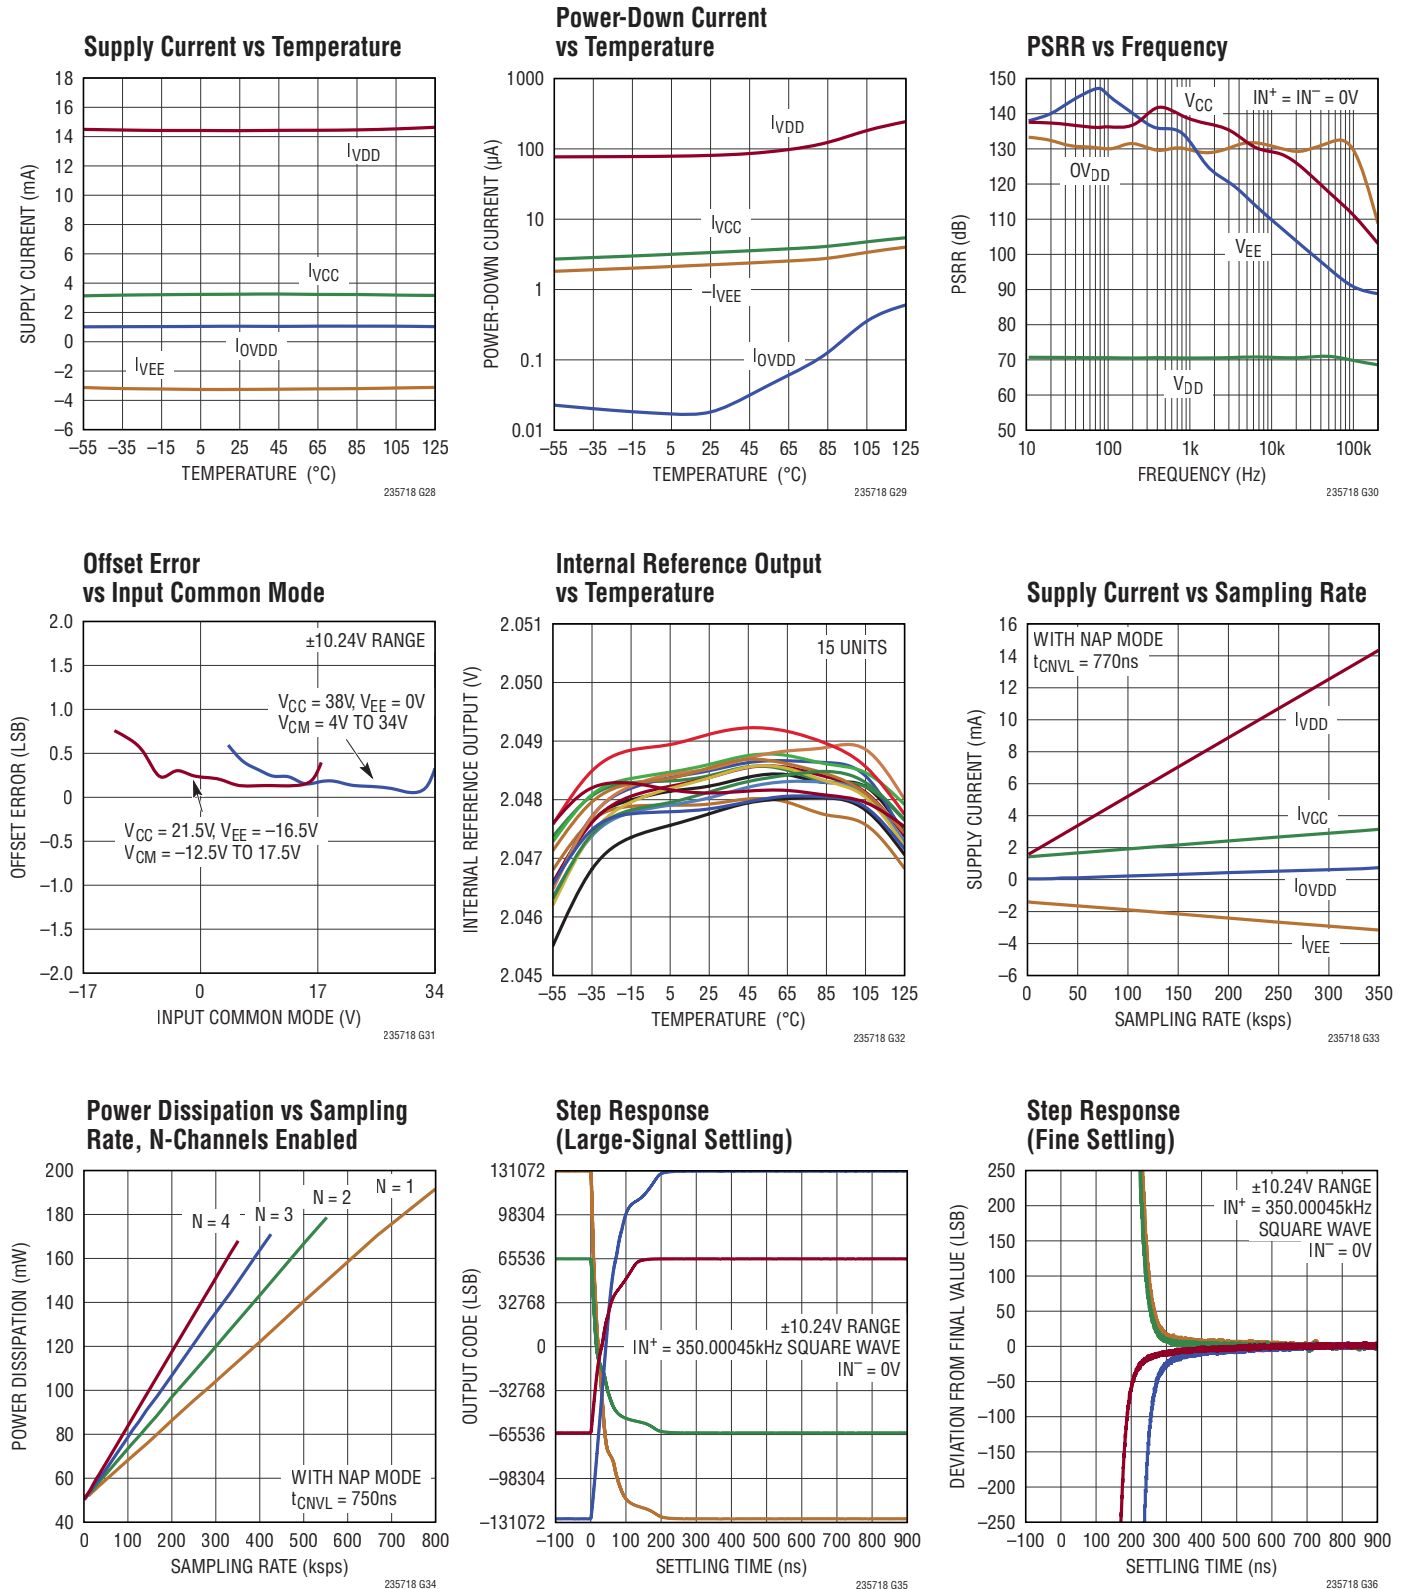 Supply Current vs Temperature
18
16
14
12
10
8
6
4
2
0
–2
–4
–6
SUPPLY CURRENT (mA)
IVDD
IVCC
IOVDD
IVEE
–55 –35 –15 5 25 45 65 85 105 125
TEMPERATURE (°C)
235718 G28
Power-Down Current
vs Temperature
1000
100
10
1
0.1
0.01
POWER-DOWN CURRENT (µA)
IVDD
IVCC
–IVEE
IOVDD
–55 –35 –15 5 25 45 65 85 105 125
TEMPERATURE (°C)
235718 G29
PSRR vs Frequency
150
140
130
120
110
100
90
80
70
60
50
PSRR (dB)
VCC
IN+ = IN– = 0V
OVDD
VEE
VDD
10 100 1k 10k 100k
FREQUENCY (Hz)
235718 G30
Offset Error
vs Input Common Mode
2.0
1.5
1.0
0.5
0
–0.5
–1.0
–1.5
–2.0
OFFSET ERROR (LSB)
±10.24V RANGE
VCC = 38V, VEE = 0V
VCM = 4V TO 34V
VCC = 21.5V, VEE = –16.5V
VCM = –12.5V TO 17.5V
–17 0 17 34
INPUT COMMON MODE (V)
235718 G31
Internal Reference Output
vs Temperature
2.051
2.050
2.049
2.048
2.047
2.046
2.045
INTERNAL REFERENCE OUTPUT (V)
15 UNITS
–55 –35 –15 5 25 45 65 85 105 125
TEMPERATURE (°C)
235718 G32
Supply Current vs Sampling Rate
16
14
12
10
8
6
4
2
0
–2
–4
–6
SUPPLY CURRENT (mA)
WITH NAP MODE
tCNVL = 770ns
IVDD
IVCC
IOVDD
IVEE
0 50 100 150 200 250 300 350
SAMPLING RATE (ksps)
235718 G33
Power Dissipation vs Sampling
Rate, N-Channels Enabled
200
180
160
140
120
100
80
60
40
POWER DISSIPATION (mW)
N = 1
N = 2
N = 3
N = 4
WITH NAP MODE
tCNVL = 750ns
0 100 200 300 400 500 600 700 800
SAMPLING RATE (ksps)
235718 G34
Step Response
(Large-Signal Settling)
131072
98304
65536
32768
0
–32768
–65536
–98304
–131072
OUTPUT CODE (LSB)
±10.24V RANGE
IN+ = 350.00045kHz SQUARE WAVE
IN– = 0V
–100 0 100 200 300 400 500 600 700 800 900
SETTLING TIME (ns)
235718 G35
Step Response
(Fine Settling)
250
200
150
100
50
0
–50
–100
–150
–200
–250
DEVIATION FROM FINAL VALUE (LSB)
±10.24V RANGE
IN+ = 350.00045kHz
SQUARE WAVE
IN– = 0V
–100 0 100 200 300 400 500 600 700 800 900
SETTLING TIME (ns)
235718 G36